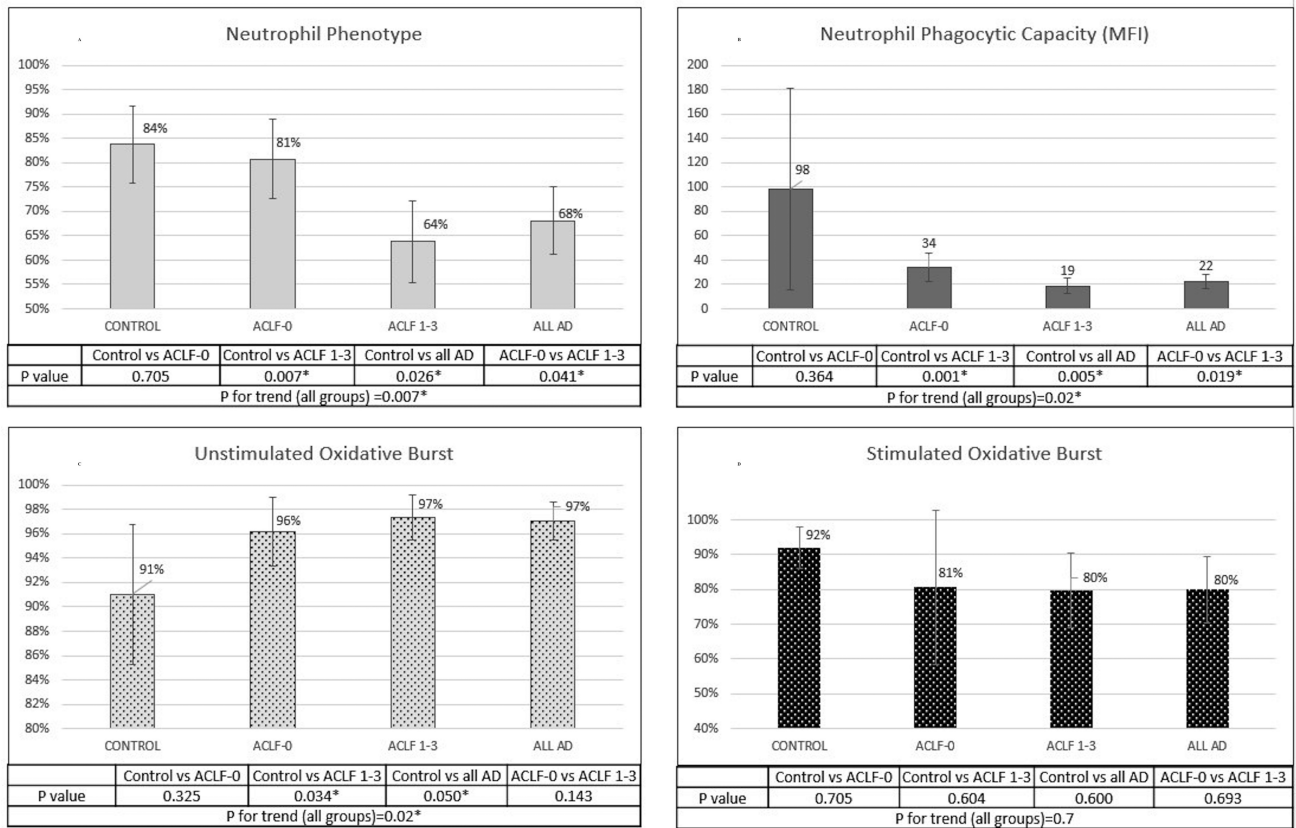 A
Neutrophil Phenotype
100%
95%
90%
85%
80%
75%
70%
65%
60%
55%
50%
84%
81%
64%
68%
CONTROL ACLF-0 ACLF 1-3 ALL AD
Control vs ACLF-0 Control vs ACLF 1-3 Control vs all AD ACLF-0 vs ACLF 1-3
P value 0.705 0.007* 0.026* 0.041*
P for trend (all groups) =0.007*
B
Neutrophil Phagocytic Capacity (MFI)
200
180
160
140
120
100
80
60
40
20
0
98
34
19
22
CONTROL ACLF-0 ACLF 1-3 ALL AD
Control vs ACLF-0 Control vs ACLF 1-3 Control vs all AD ACLF-0 vs ACLF 1-3
P value 0.364 0.001* 0.005* 0.019*
P for trend (all groups)=0.02*
C
Unstimulated Oxidative Burst
100%
98%
96%
94%
92%
90%
88%
86%
84%
82%
80%
91%
96%
97%
97%
CONTROL ACLF-0 ACLF 1-3 ALL AD
Control vs ACLF-0 Control vs ACLF 1-3 Control vs all AD ACLF-0 vs ACLF 1-3
P value 0.325 0.034* 0.050* 0.143
P for trend (all groups)=0.02*
D
Stimulated Oxidative Burst
100%
90%
80%
70%
60%
50%
40%
92%
81%
80%
80%
CONTROL ACLF-0 ACLF 1-3 ALL AD
Control vs ACLF-0 Control vs ACLF 1-3 Control vs all AD ACLF-0 vs ACLF 1-3
P value 0.705 0.604 0.600 0.693
P for trend (all groups)=0.7